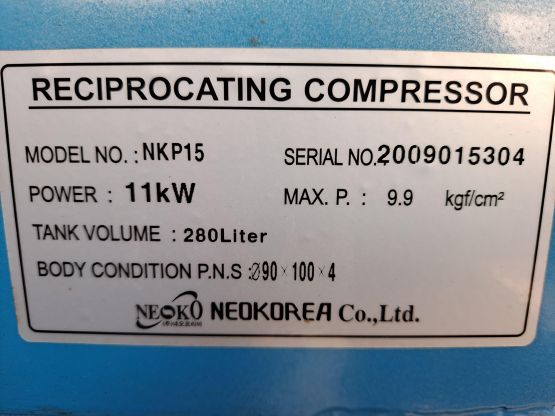 RECIPROCATING COMPRESSOR
MODEL NO. : NKP15 SERIAL NO. 2009015304
POWER : 11kW MAX. P. : 9.9 kgf/cm²
TANK VOLUME : 280Liter
BODY CONDITION P.N.S :∅90×100×4
NEOKO NEOKOREA Co.,Ltd.